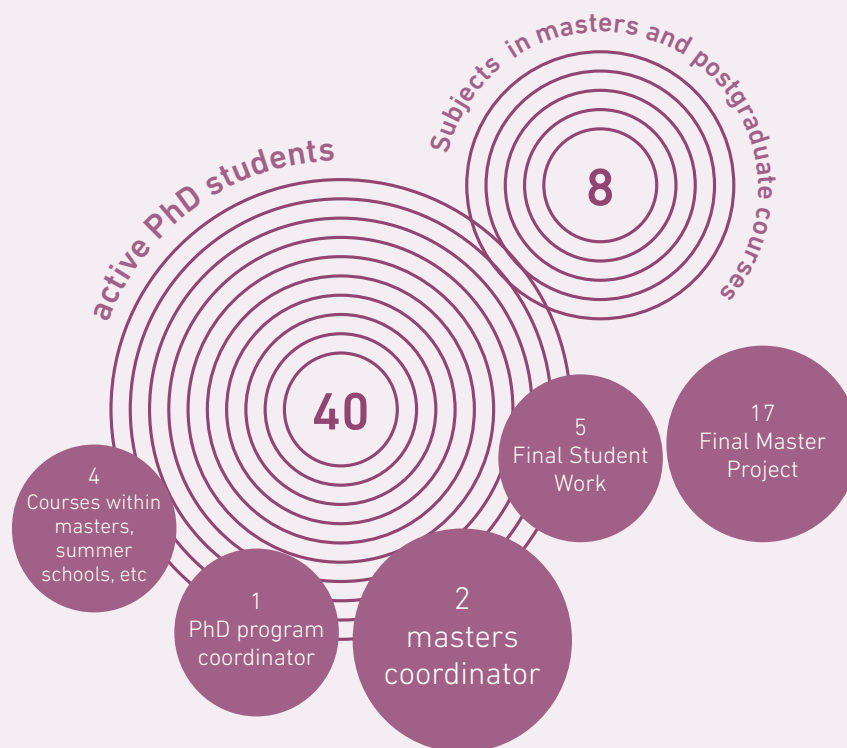 Subjects in masters and postgraduate courses
8
active PhD students
40
5
Final Student
Work
17
Final Master
Project
4
Courses within
masters,
summer
schools, etc
1
PhD program
coordinator
2
masters
coordinator